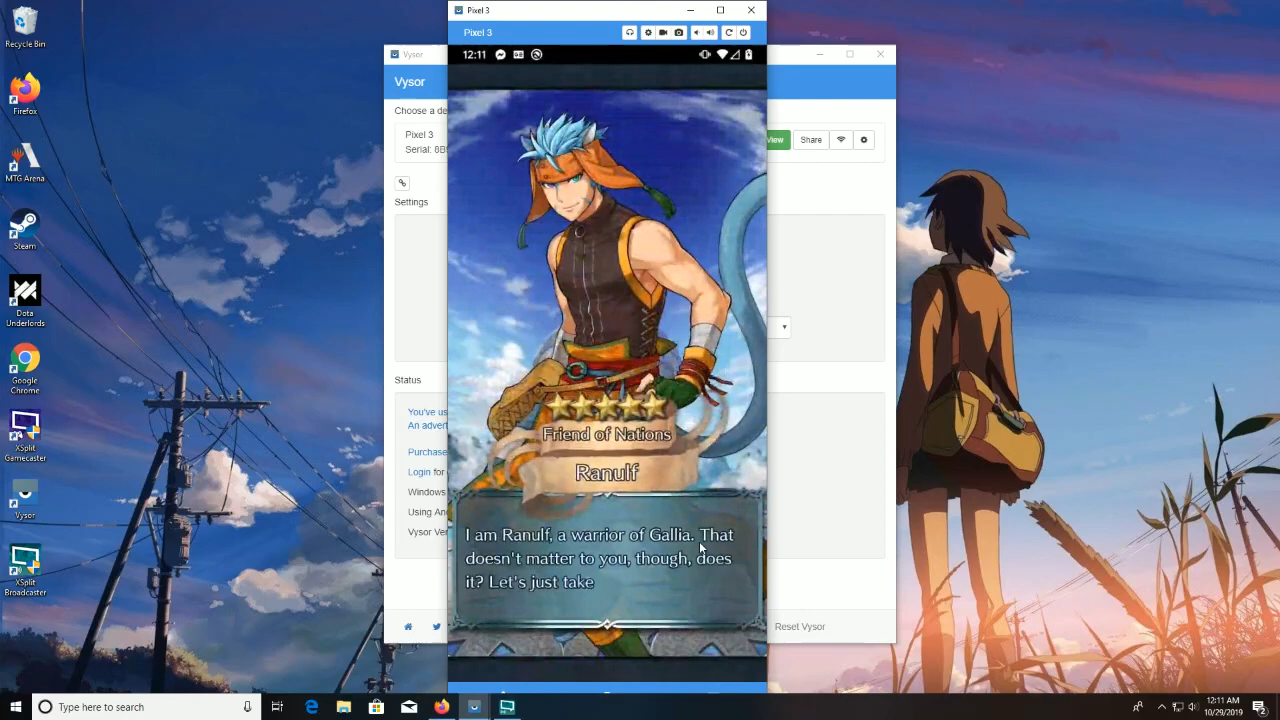 Recycle Bin
Firefox
MTG Arena
Steam
Dota
Underlords
Google
Chrome
XSplit
Gamecaster
Vysor
XSplit
Broadcaster
Pixel 3
Pixel 3
12:11
Vysor
Vysor
Choose a de
Pixel 3
Serial:
View
Share
Settings
Status
You've us
An advert
Purchase
Login for
Windows
Using An
Vysor Ver
Reset Vysor
Friend of Nations
Ranulf
I am Ranulf, a warrior of Gallia. That
doesn't matter to you, though, does
it? Let's just take
Type here to search
12:11 AM
10/29/2019
2